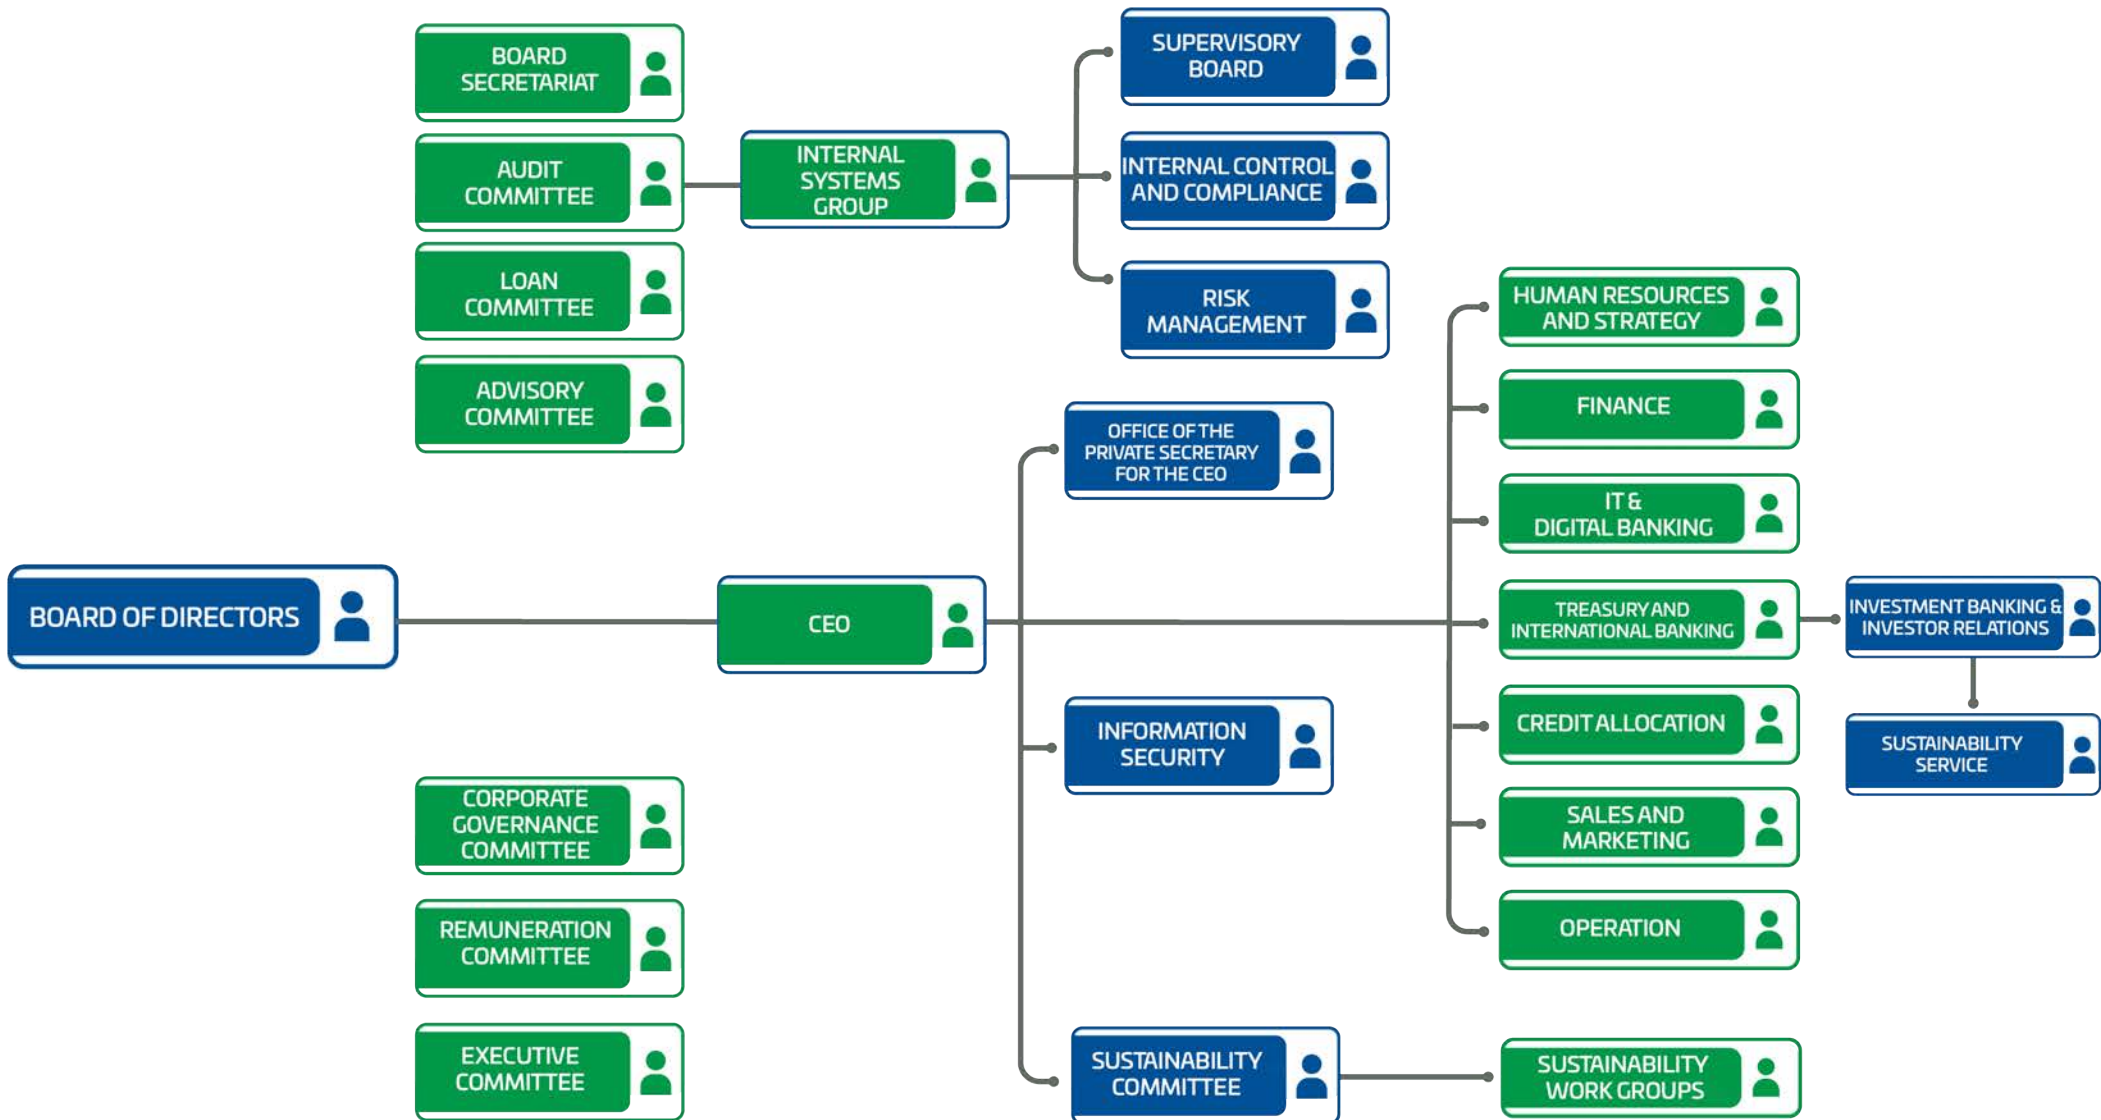 BOARD
SECRETARIAT
AUDIT
COMMITTEE
LOAN
COMMITTEE
ADVISORY
COMMITTEE
INTERNAL
SYSTEMS
GROUP
SUPERVISORY
BOARD
INTERNAL CONTROL
AND COMPLIANCE
RISK
MANAGEMENT
BOARD OF DIRECTORS
CEO
OFFICE OF THE
PRIVATE SECRETARY
FOR THE CEO
INFORMATION
SECURITY
SUSTAINABILITY
COMMITTEE
HUMAN RESOURCES
AND STRATEGY
FINANCE
IT &
DIGITAL BANKING
TREASURY AND
INTERNATIONAL BANKING
CREDIT ALLOCATION
SALES AND
MARKETING
OPERATION
SUSTAINABILITY
WORK GROUPS
INVESTMENT BANKING &
INVESTOR RELATIONS
SUSTAINABILITY
SERVICE
CORPORATE
GOVERNANCE
COMMITTEE
REMUNERATION
COMMITTEE
EXECUTIVE
COMMITTEE